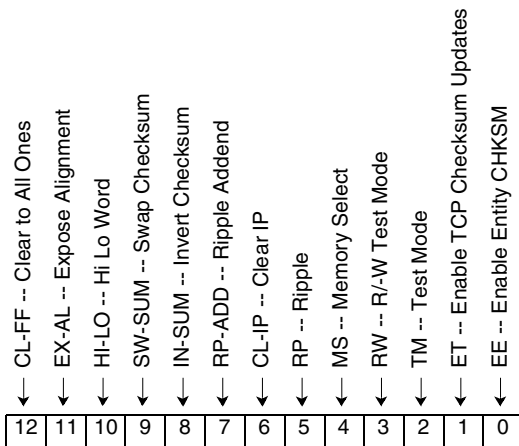 CL-FF -- Clear to All Ones
EX-AL -- Expose Alignment
HI-LO -- Hi Lo Word
SW-SUM -- Swap Checksum
IN-SUM -- Invert Checksum
RP-ADD -- Ripple Addend
CL-IP -- Clear IP
RP -- Ripple
MS -- Memory Select
RW -- R/-W Test Mode
TM -- Test Mode
ET -- Enable TCP Checksum Updates
EE -- Enable Entity CHKSM
12 11 10 9 8 7 6 5 4 3 2 1 0